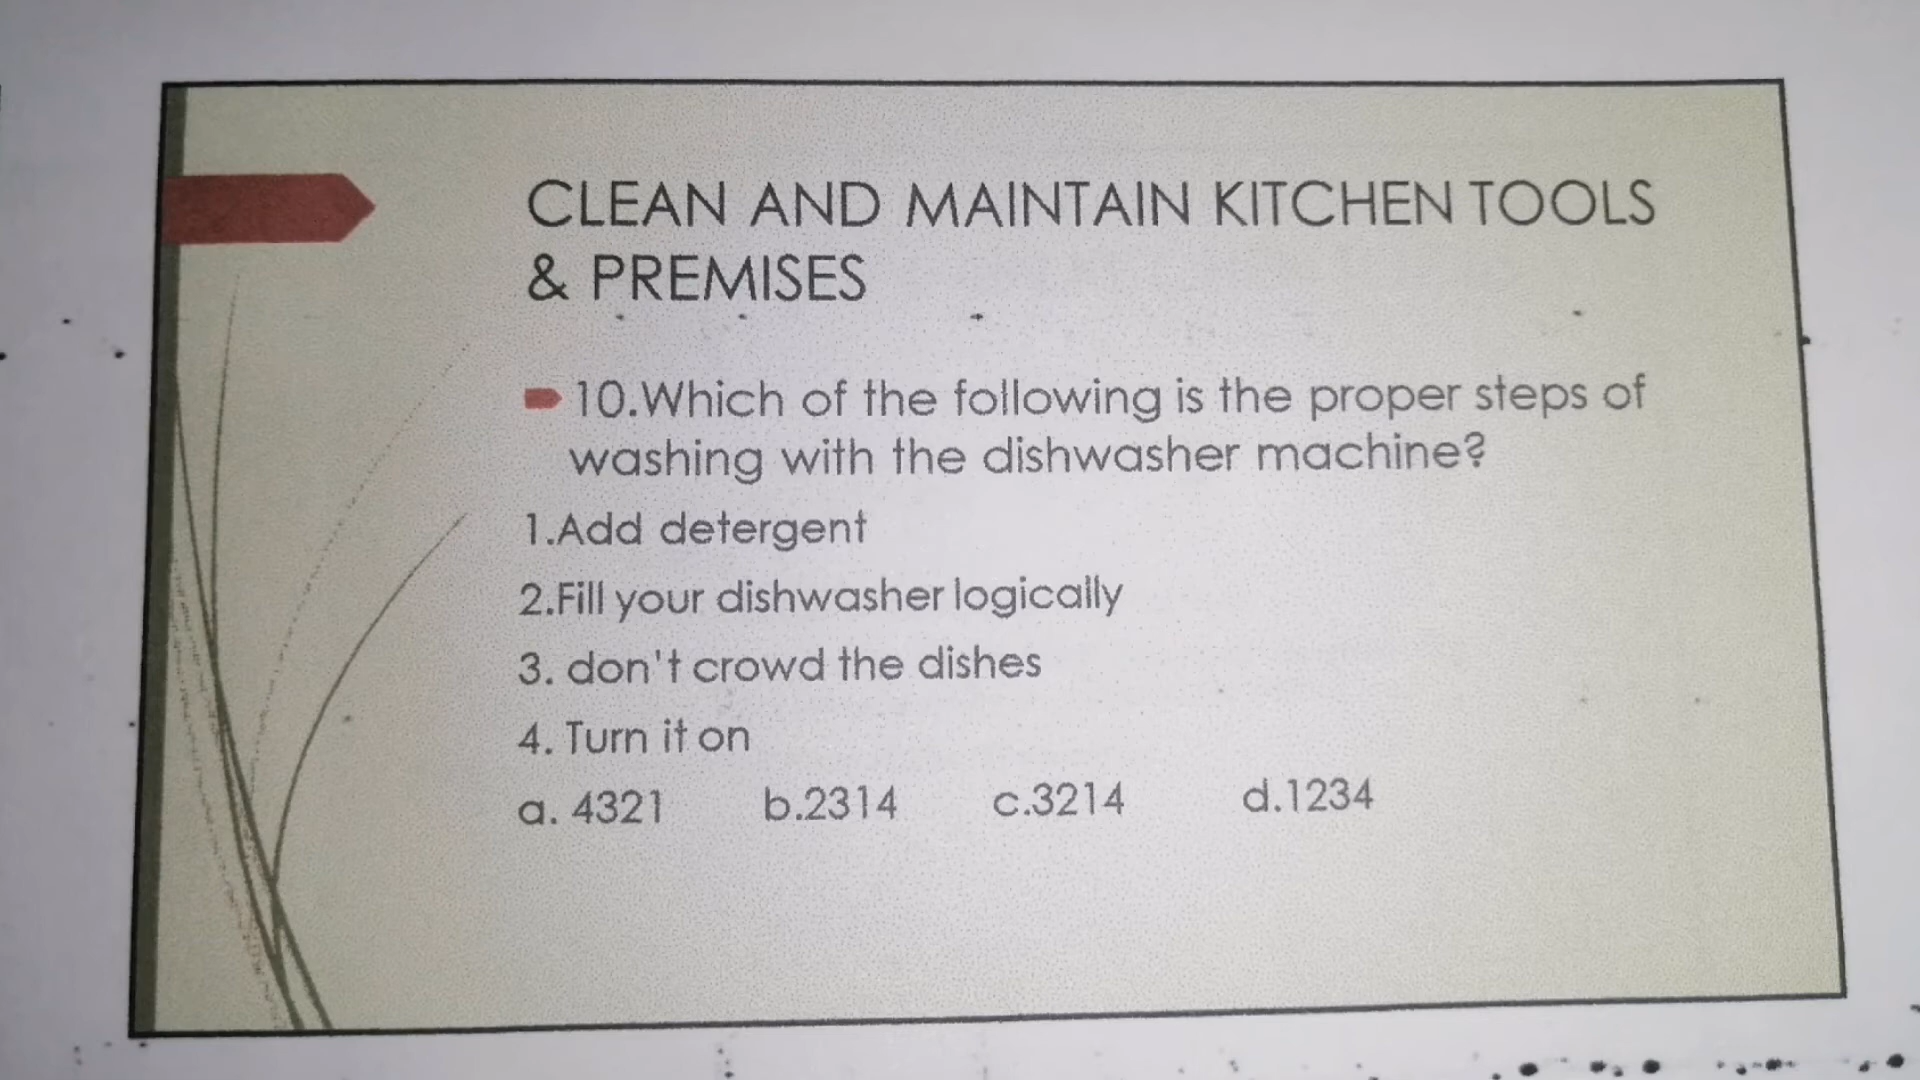 CLEAN AND MAINTAIN KITCHEN TOOLS
& PREMISES
10.Which of the following is the proper steps of
washing with the dishwasher machine?
1.Add detergent
2.Fill your dishwasher logically
3. don't crowd the dishes
4. Turn it on
a. 4321 b.2314 c.3214 d.1234